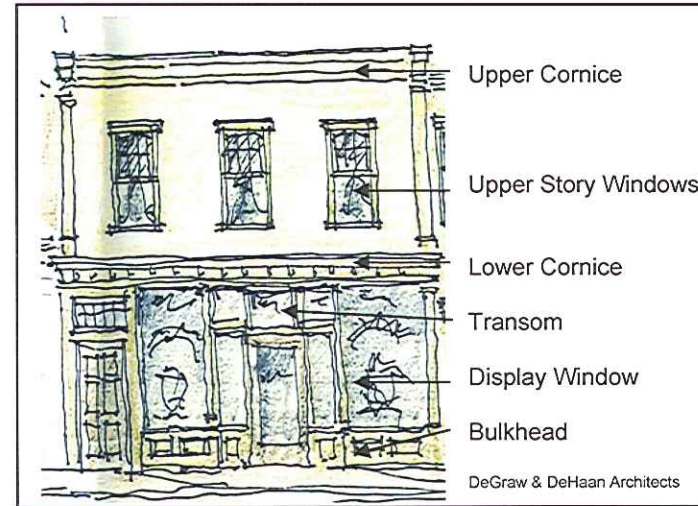 Upper Cornice
Upper Story Windows
Lower Cornice
Transom
Display Window
Bulkhead
DeGraw & DeHaan Architects